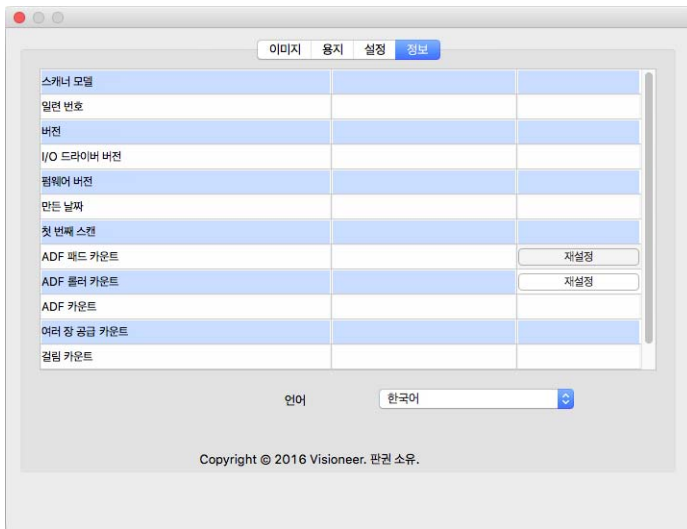 이미지 용지 설정 정보
스캐너 모델
일련 번호
버전
I/O 드라이버 버전
펌웨어 버전
만든 날짜
첫 번째 스캔
ADF 패드 카운트 재설정
ADF 롤러 카운트 재설정
ADF 카운트
여러 장 공급 카운트
걸림 카운트
언어 한국어
Copyright © 2016 Visioneer. 판권 소유.